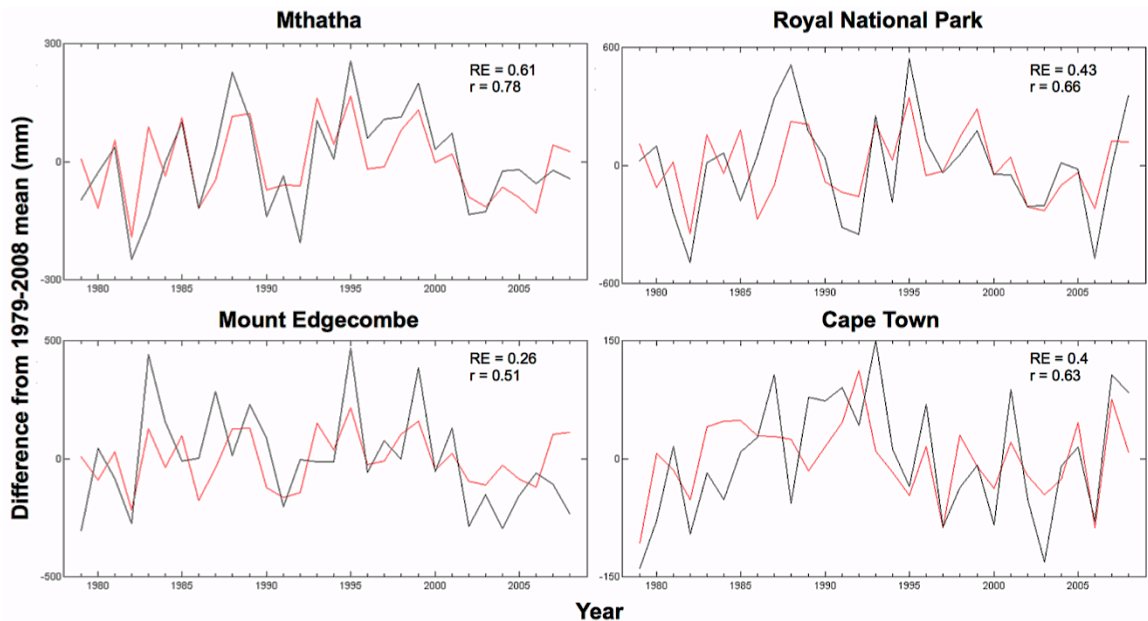 Mthatha
Royal National Park
300
0
-300
RE = 0.61
r = 0.78
1980 1985 1990 1995 2000 2005
600
0
-600
RE = 0.43
r = 0.66
1980 1985 1990 1995 2000 2005
Difference from 1979-2008 mean (mm)
Mount Edgecombe
Cape Town
500
0
-500
RE = 0.26
r = 0.51
1980 1985 1990 1995 2000 2005
150
0
-150
RE = 0.4
r = 0.63
1980 1985 1990 1995 2000 2005
Year